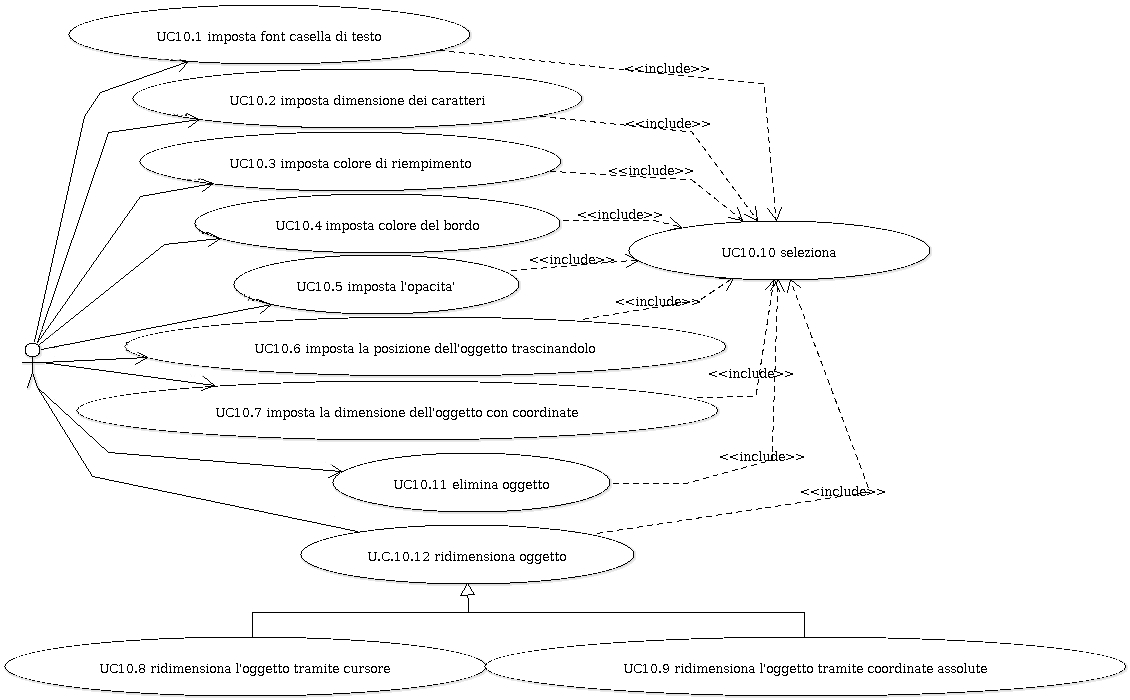 UC10.1 imposta font casella di testo
<<include>>
UC10.2 imposta dimensione dei caratteri
<<include>>
UC10.3 imposta colore di riempimento
<<include>>
UC10.4 imposta colore del bordo
<<include>>
UC10.10 seleziona
UC10.5 imposta l'opacita'
<<include>>
<<include>>
UC10.6 imposta la posizione dell'oggetto trascinandolo
<<include>>
UC10.7 imposta la dimensione dell'oggetto con coordinate
<<include>>
UC10.11 elimina oggetto
<<include>>
U.C.10.12 ridimensiona oggetto
UC10.8 ridimensiona l'oggetto tramite cursore
UC10.9 ridimensiona l'oggetto tramite coordinate assolute